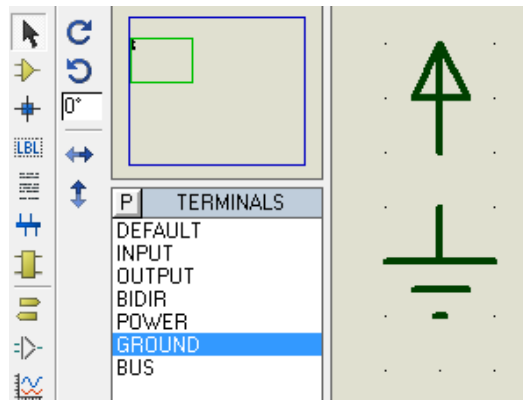 LBL
0°
P TERMINALS
DEFAULT
INPUT
OUTPUT
BIDIR
POWER
GROUND
BUS